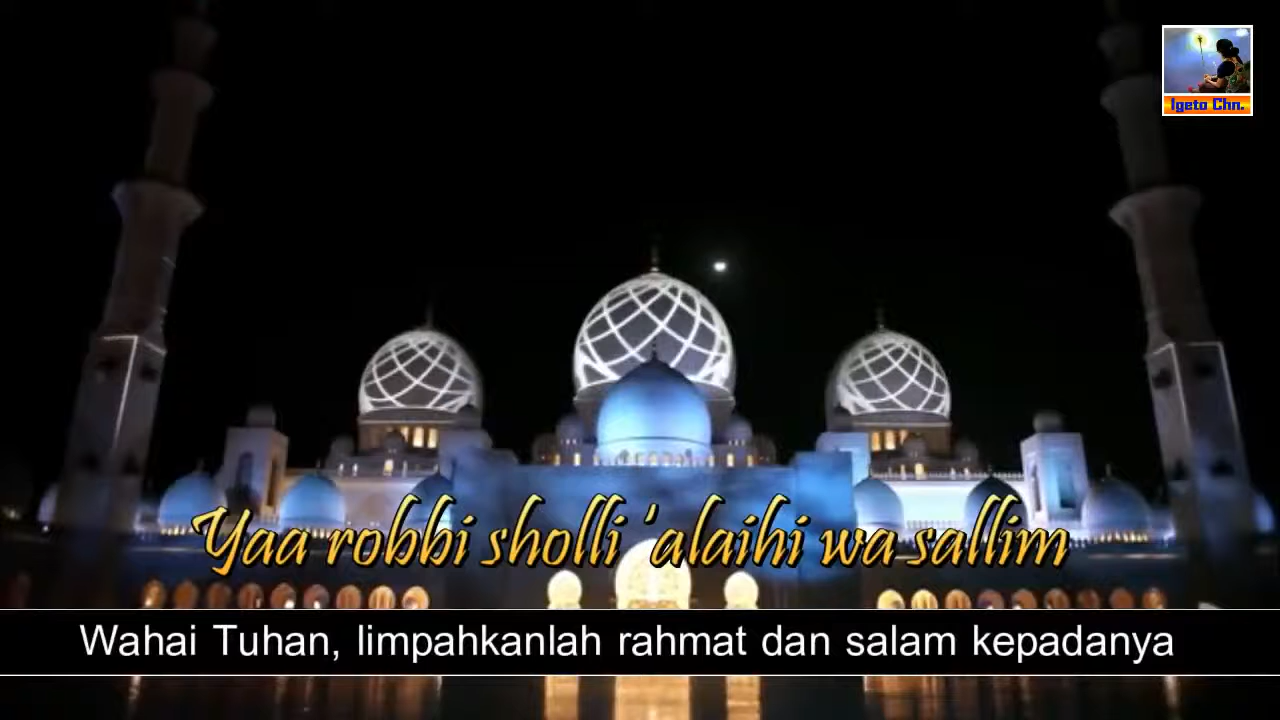 Igeto Chn.
Yaa robbi sholli 'alaihi wa sallim
Wahai Tuhan, limpahkanlah rahmat dan salam kepadanya